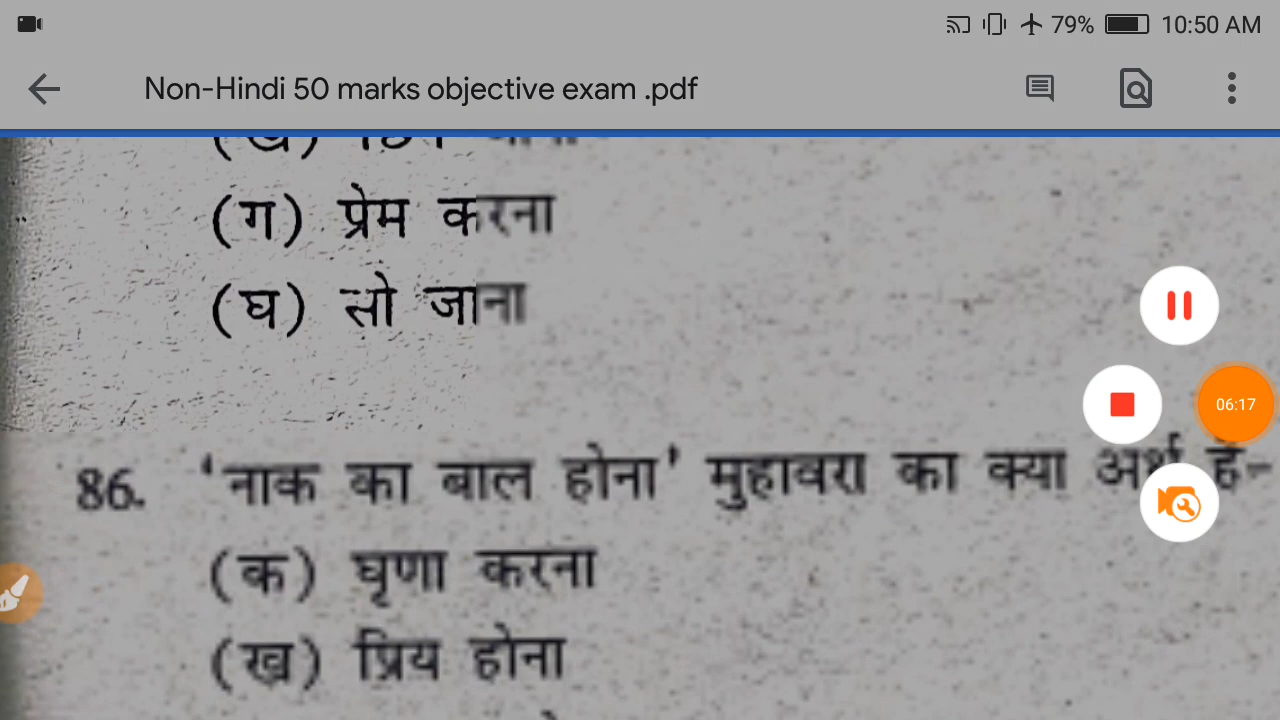 79% 10:50 AM
Non-Hindi 50 marks objective exam .pdf
(ग) प्रेम करना
(घ) सो जाना
06:17
86. 'नाक का बाल होना' मुहावरा का क्या अर्थ है-
(क) घृणा करना
(ख) प्रिय होना